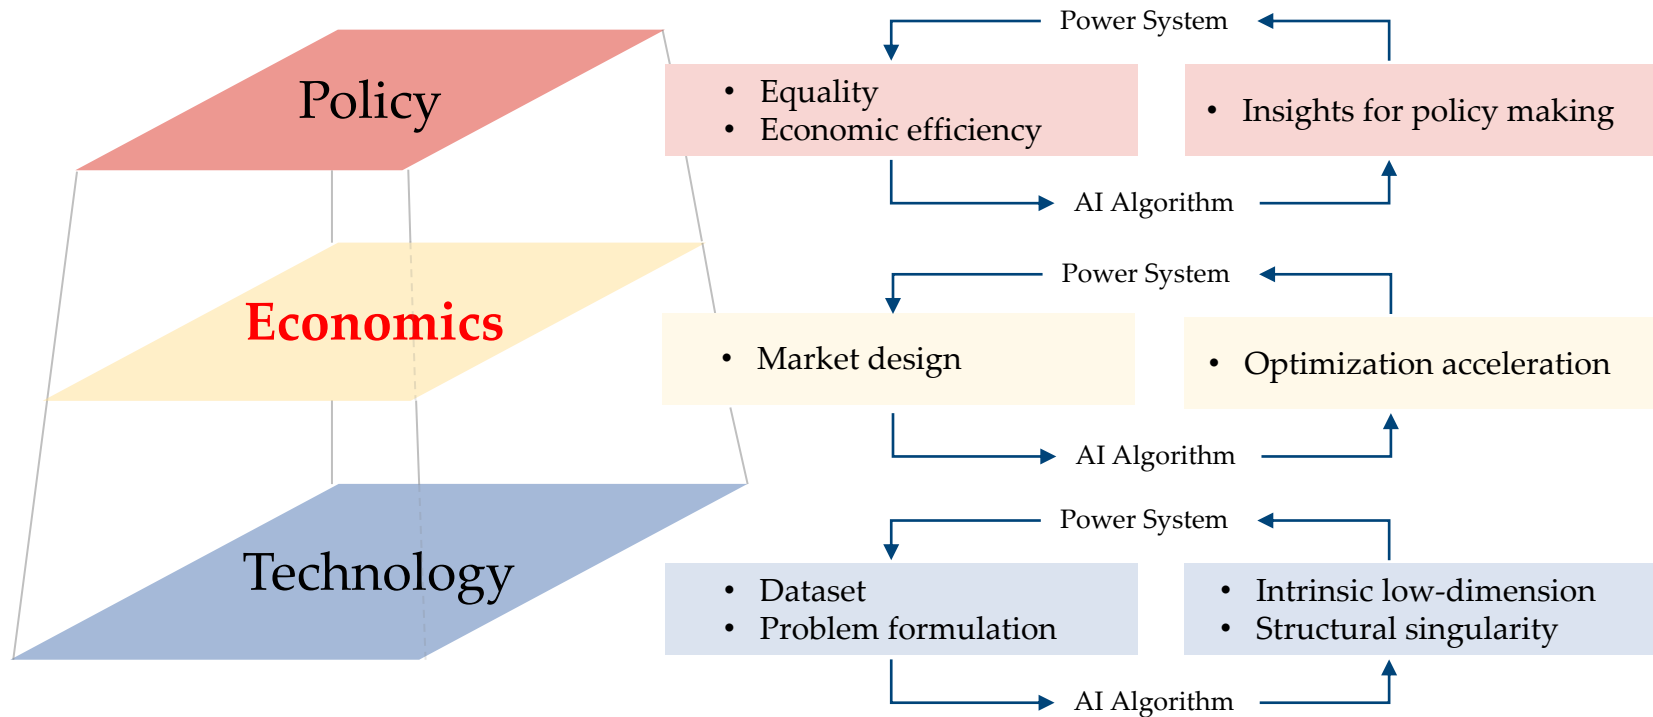 Policy
Power System
• Equality
• Economic efficiency
• Insights for policy making
AI Algorithm
Economics
Power System
• Market design
• Optimization acceleration
AI Algorithm
Technology
Power System
• Dataset
• Problem formulation
• Intrinsic low-dimension
• Structural singularity
AI Algorithm